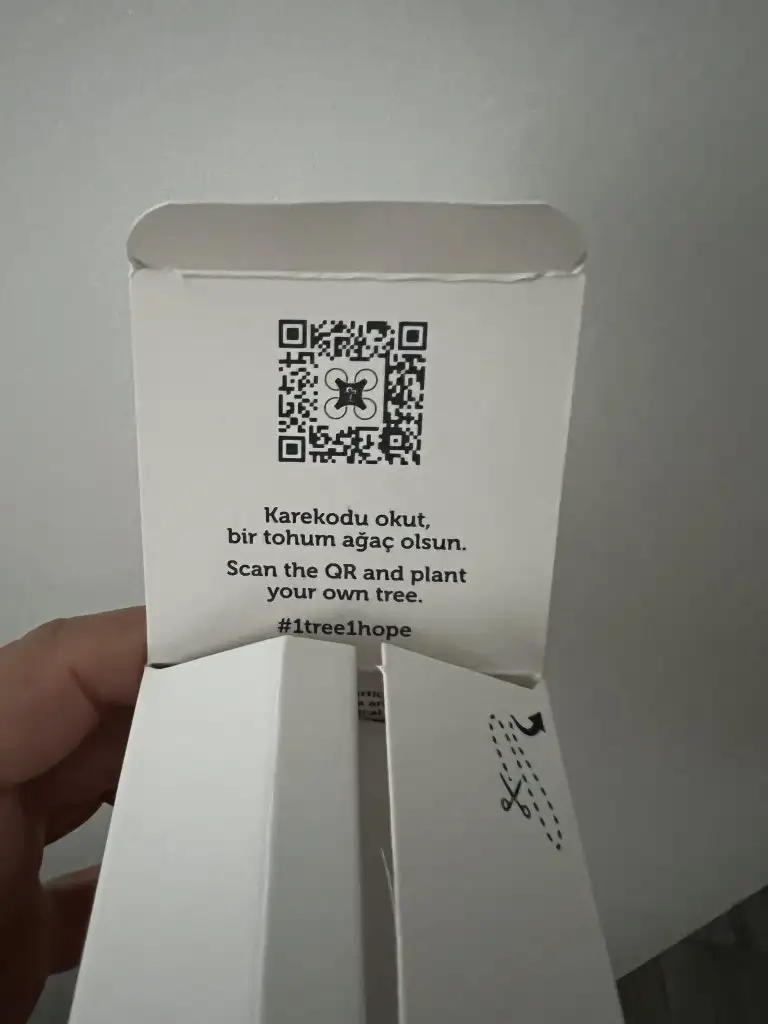 Karekodu okut,
bir tohum ağaç olsun.
Scan the QR and plant
your own tree.
#1tree1hope